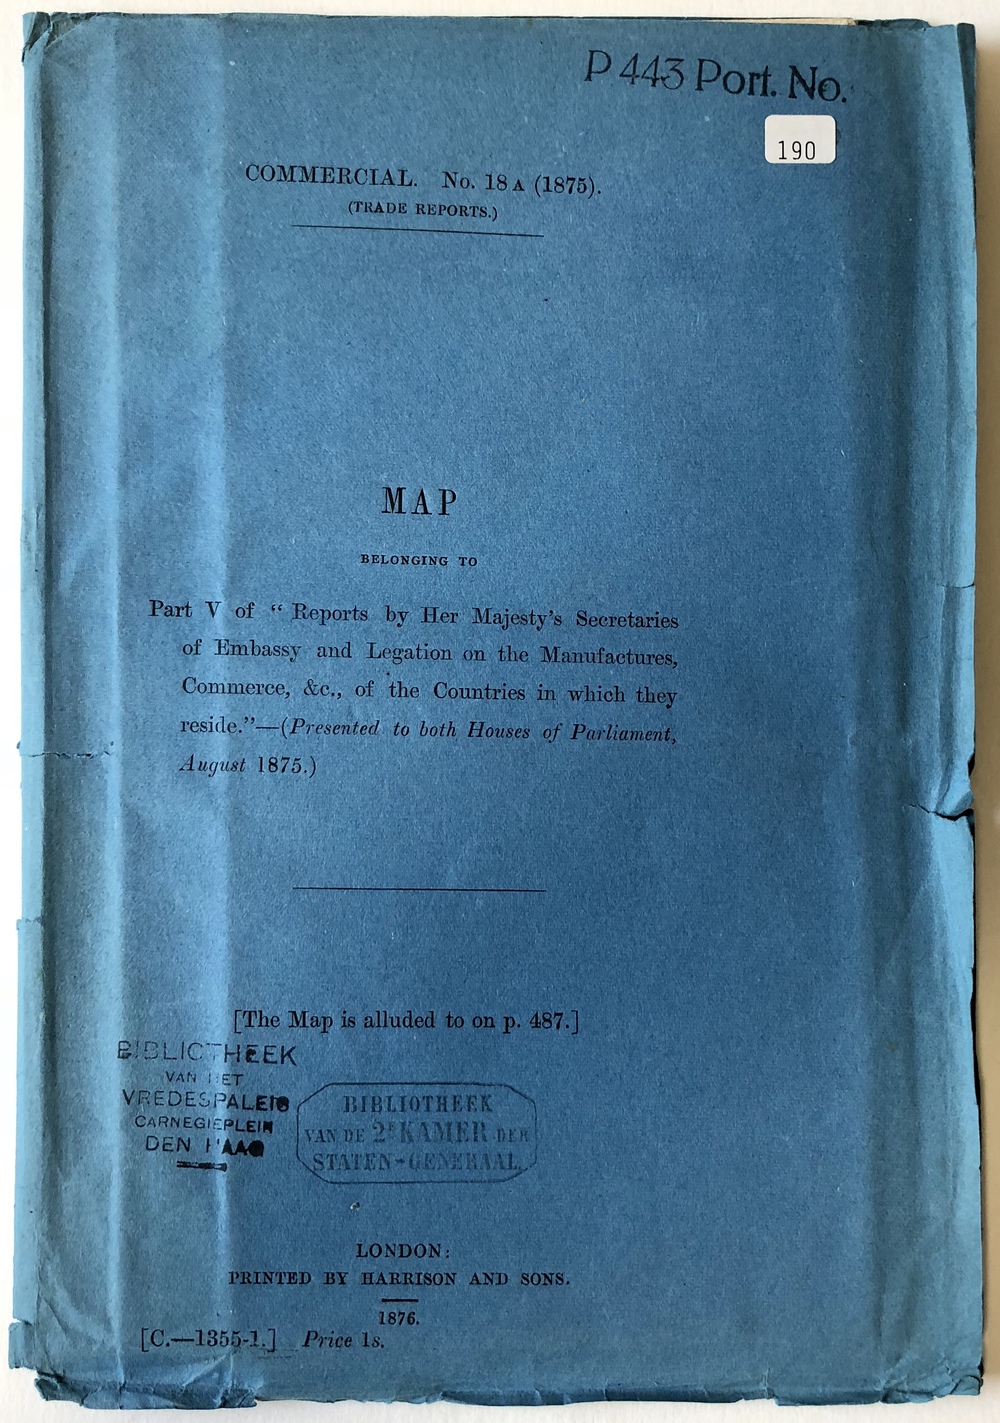 P 443 Port. No.
190
COMMERCIAL. No. 18 A (1875).
(TRADE REPORTS.)
MAP
BELONGING TO
Part V of “ Reports by Her Majesty’s Secretaries
of Embassy and Legation on the Manufactures,
Commerce, &c., of the Countries in which they
reside.”—(Presented to both Houses of Parliament,
August 1875.)
[The Map is alluded to on p. 487.]
BIBLIOTHEEK
VAN HET
VREDESPALEIS
CARNEGIEPLEIN
DEN HAAG
BIBLIOTHEEK
VAN DE 2E KAMER DER
STATEN-GENERAAL
LONDON:
PRINTED BY HARRISON AND SONS.
1876.
[C.—1355-1.] Price 1s.